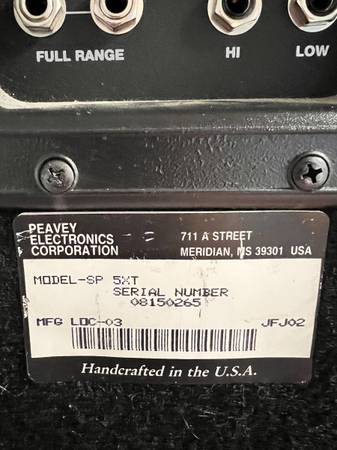 FULL RANGE HI LOW
PEAVEY
ELECTRONICS 711 A STREET
CORPORATION MERIDIAN, MS 39301 USA
MODEL-SP 5XT
SERIAL NUMBER
08150265
MFG LOC-03 JFJ02
Handcrafted in the U.S.A.